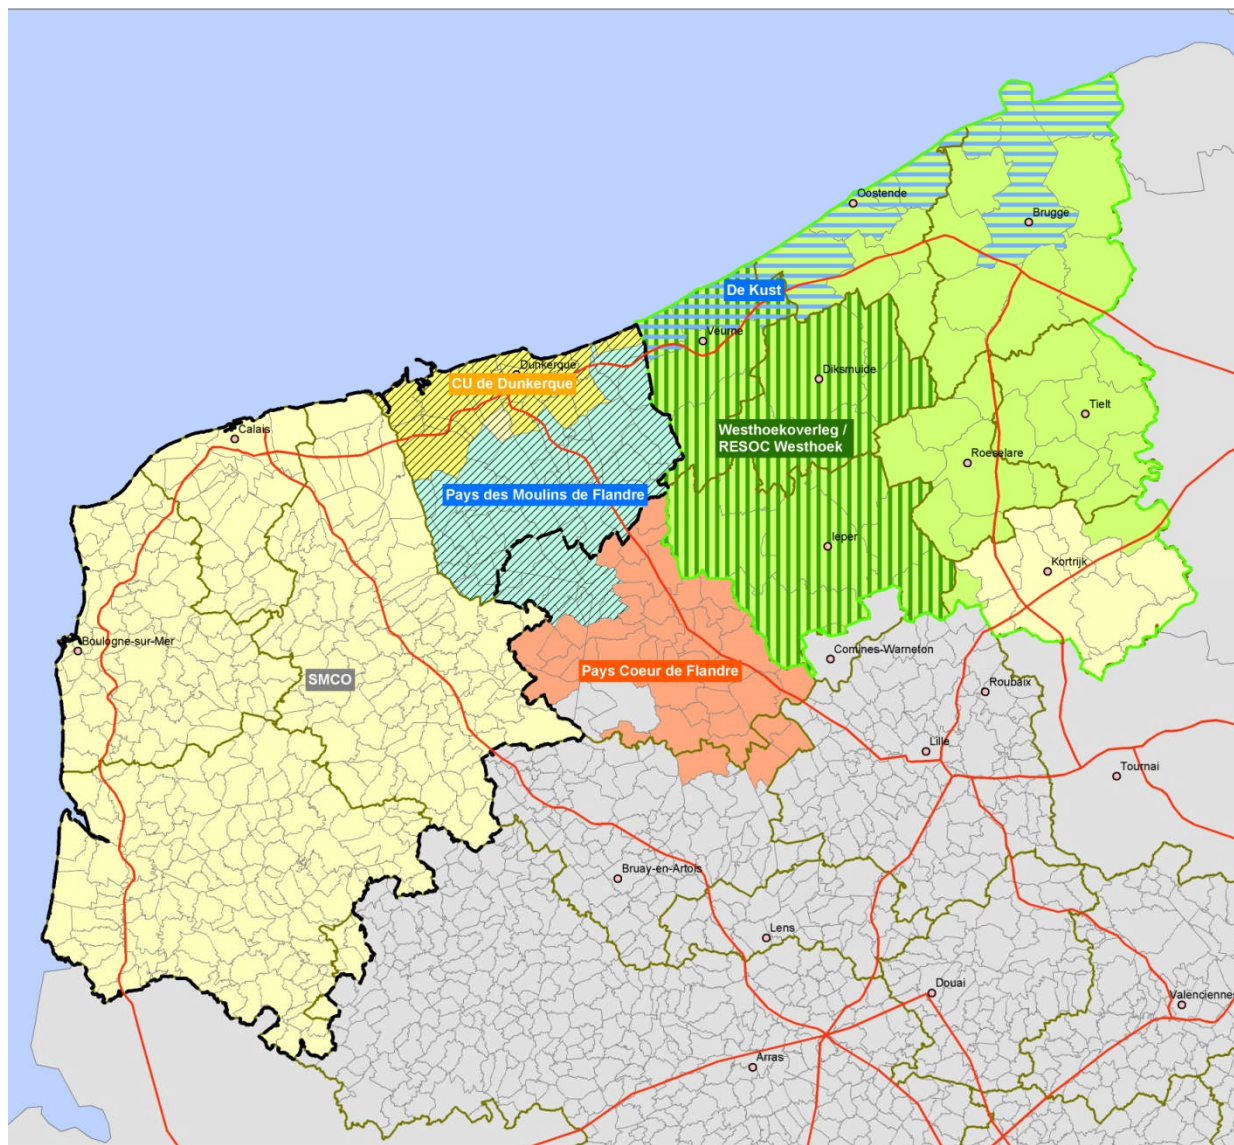 Oostende
Brugge
De Kust
Veurne
Dunkerque
CU de Dunkerque
Diksmuide
Tielt
Calais
Westhoekoverleg /
RESOC Westhoek
Roeselare
Pays des Moulins de Flandre
Ieper
Kortrijk
Boulogne-sur-Mer
Comines-Warneton
SMCO
Pays Coeur de Flandre
Roubaix
Lille
Tournai
Bruay-en-Artois
Lens
Douai
Valenciennes
Arras